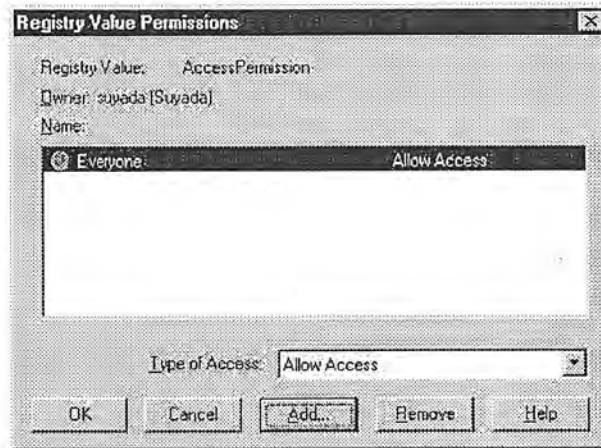 Registry Value Permissions
Registry Value: AccessPermission
Owner: suyada [Suyada]
Name:
Everyone Allow Access
Type of Access: Allow Access
OK Cancel Add... Remove Help